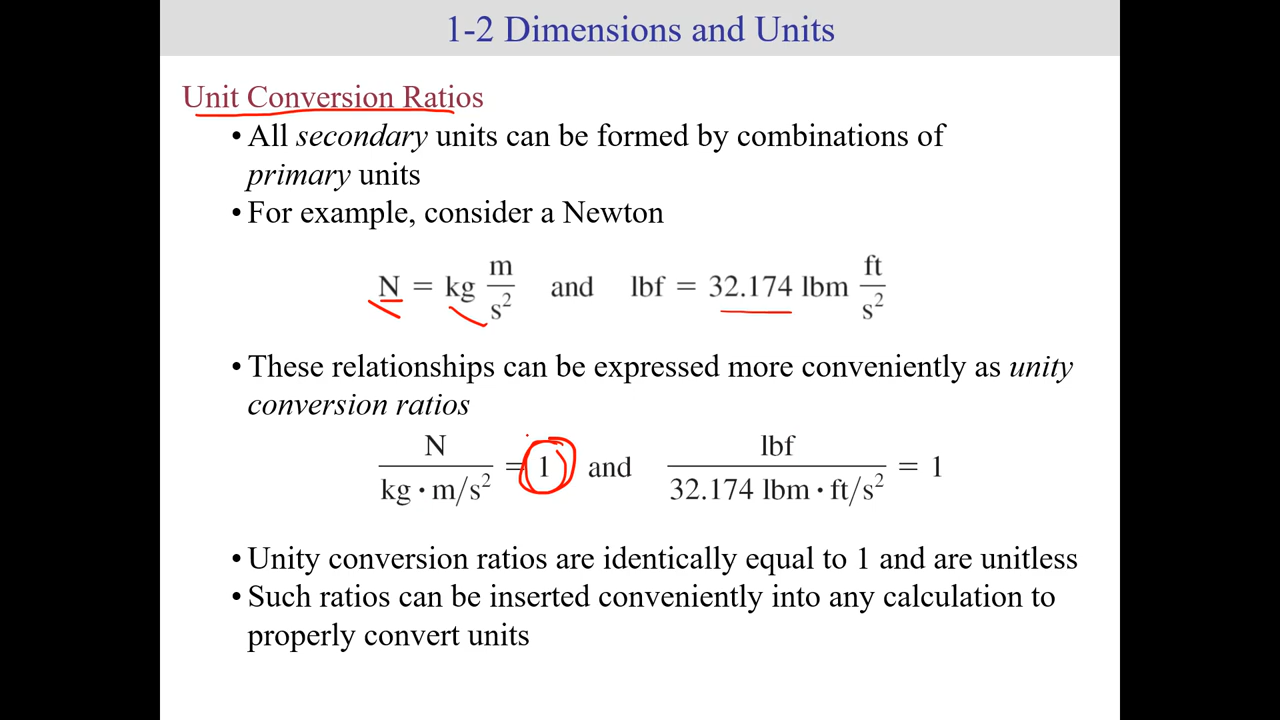 1-2 Dimensions and Units
Unit Conversion Ratios
• All secondary units can be formed by combinations of
primary units
• For example, consider a Newton
N = kg m/s² and lbf = 32.174 lbm ft/s²
• These relationships can be expressed more conveniently as unity
conversion ratios
N/(kg · m/s²) = 1 and lbf/(32.174 lbm · ft/s²) = 1
• Unity conversion ratios are identically equal to 1 and are unitless
• Such ratios can be inserted conveniently into any calculation to
properly convert units